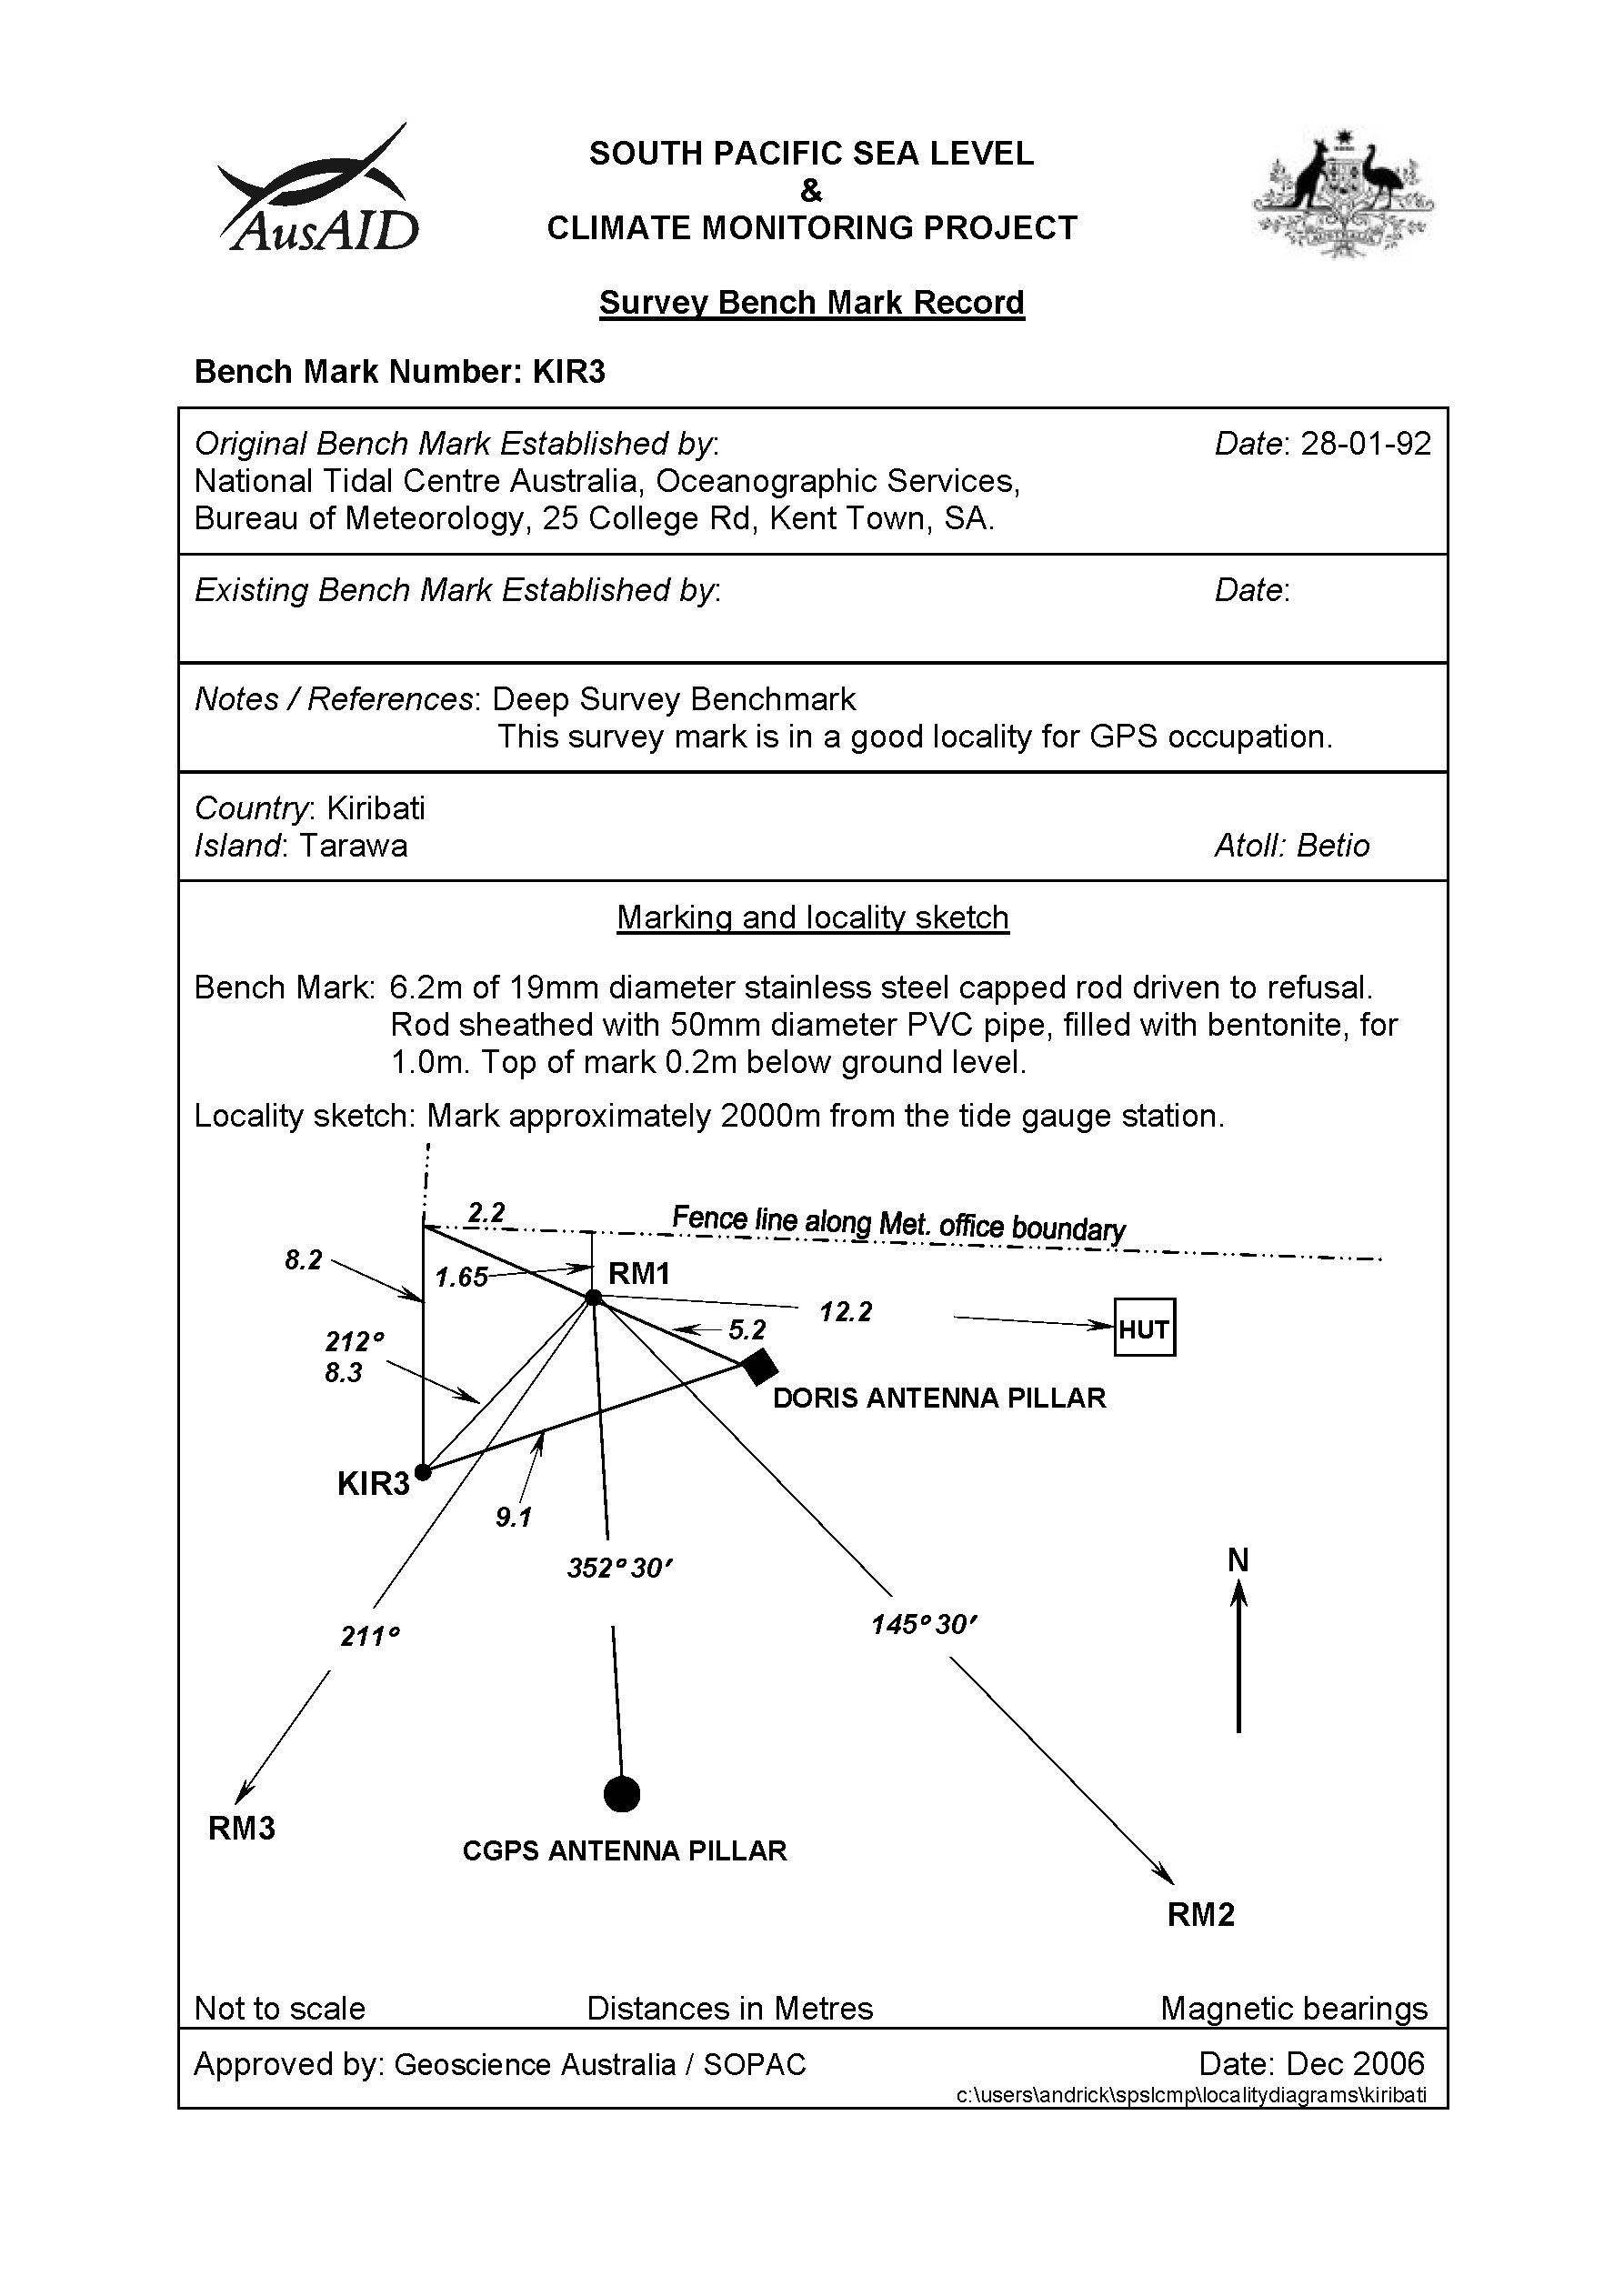 AusAID
SOUTH PACIFIC SEA LEVEL
&
CLIMATE MONITORING PROJECT
AUSTRALIA
Survey Bench Mark Record
Bench Mark Number: KIR3
Original Bench Mark Established by: Date: 28-01-92
National Tidal Centre Australia, Oceanographic Services,
Bureau of Meteorology, 25 College Rd, Kent Town, SA.
Existing Bench Mark Established by: Date:
Notes / References: Deep Survey Benchmark
This survey mark is in a good locality for GPS occupation.
Country: Kiribati
Island: Tarawa Atoll: Betio
Marking and locality sketch
Bench Mark: 6.2m of 19mm diameter stainless steel capped rod driven to refusal.
Rod sheathed with 50mm diameter PVC pipe, filled with bentonite, for
1.0m. Top of mark 0.2m below ground level.
Locality sketch: Mark approximately 2000m from the tide gauge station.
2.2
Fence line along Met. office boundary
8.2
1.65
RM1
12.2
HUT
5.2
212°
8.3
DORIS ANTENNA PILLAR
KIR3
9.1
N
352° 30′
145° 30′
211°
RM3
CGPS ANTENNA PILLAR
RM2
Not to scale Distances in Metres Magnetic bearings
Approved by: Geoscience Australia / SOPAC Date: Dec 2006
c:\users\andrick\spslcmp\localitydiagrams\kiribati